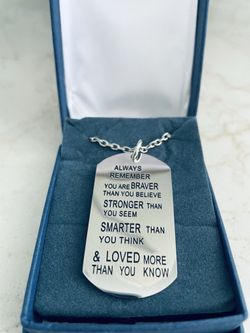 ALWAYS
REMEMBER
YOU ARE BRAVER
THAN YOU BELIEVE
STRONGER THAN
YOU SEEM
SMARTER THAN
YOU THINK
& LOVED MORE
THAN YOU KNOW